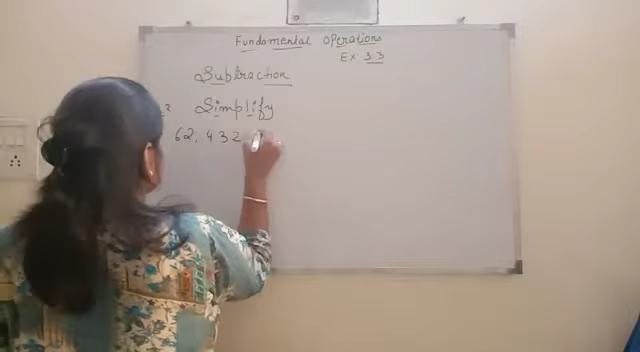 Fundamental Operations
Ex 3.3
Subtraction
Simplify
62,432